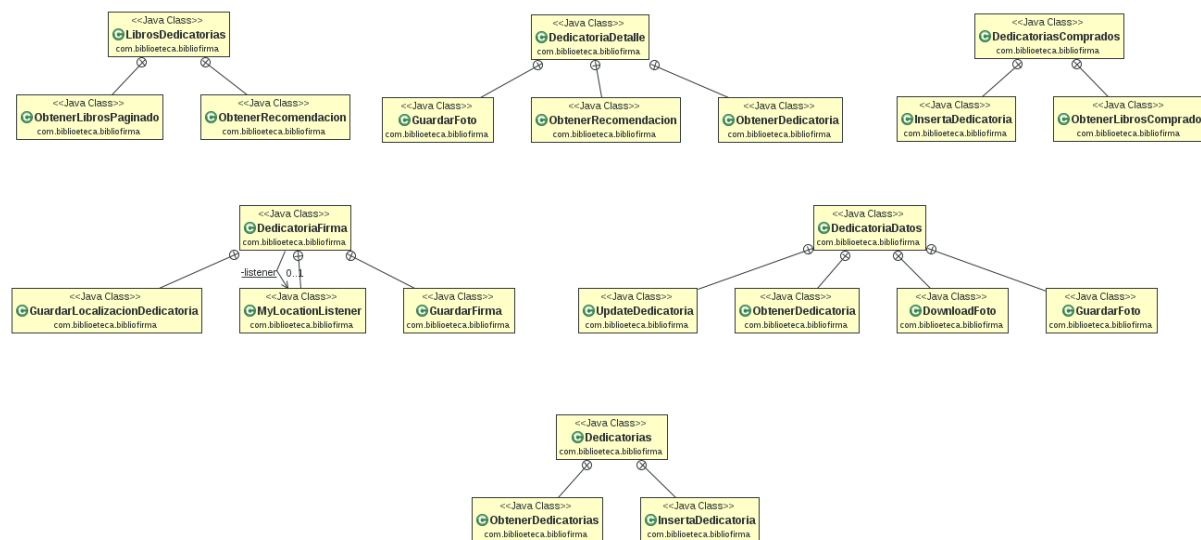 <<Java Class>>
LibrosDedicatorias
com.biblioeteca.bibliofirma
<<Java Class>>
DedicatoriaDetalle
com.biblioeteca.bibliofirma
<<Java Class>>
DedicatoriasComprados
com.biblioeteca.bibliofirma
<<Java Class>>
ObtenerLibrosPaginado
com.biblioeteca.bibliofirma
<<Java Class>>
ObtenerRecomendacion
com.biblioeteca.bibliofirma
<<Java Class>>
GuardarFoto
com.biblioeteca.bibliofirma
<<Java Class>>
ObtenerRecomendacion
com.biblioeteca.bibliofirma
<<Java Class>>
ObtenerDedicatoria
com.biblioeteca.bibliofirma
<<Java Class>>
InsertaDedicatoria
com.biblioeteca.bibliofirma
<<Java Class>>
ObtenerLibrosComprado
com.biblioeteca.bibliofirma
<<Java Class>>
DedicatoriaFirma
com.biblioeteca.bibliofirma
<<Java Class>>
DedicatoriaDatos
com.biblioeteca.bibliofirma
-listener 0..1
<<Java Class>>
GuardarLocalizacionDedicatoria
com.biblioeteca.bibliofirma
<<Java Class>>
MyLocationListener
com.biblioeteca.bibliofirma
<<Java Class>>
GuardarFirma
com.biblioeteca.bibliofirma
<<Java Class>>
UpdateDedicatoria
com.biblioeteca.bibliofirma
<<Java Class>>
ObtenerDedicatoria
com.biblioeteca.bibliofirma
<<Java Class>>
DownloadFoto
com.biblioeteca.bibliofirma
<<Java Class>>
GuardarFoto
com.biblioeteca.bibliofirma
<<Java Class>>
Dedicatorias
com.biblioeteca.bibliofirma
<<Java Class>>
ObtenerDedicatorias
com.biblioeteca.bibliofirma
<<Java Class>>
InsertaDedicatoria
com.biblioeteca.bibliofirma